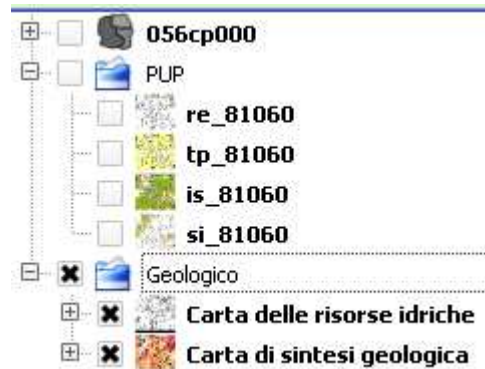 056cp000
PUP
re_81060
tp_81060
is_81060
si_81060
Geologico
Carta delle risorse idriche
Carta di sintesi geologica